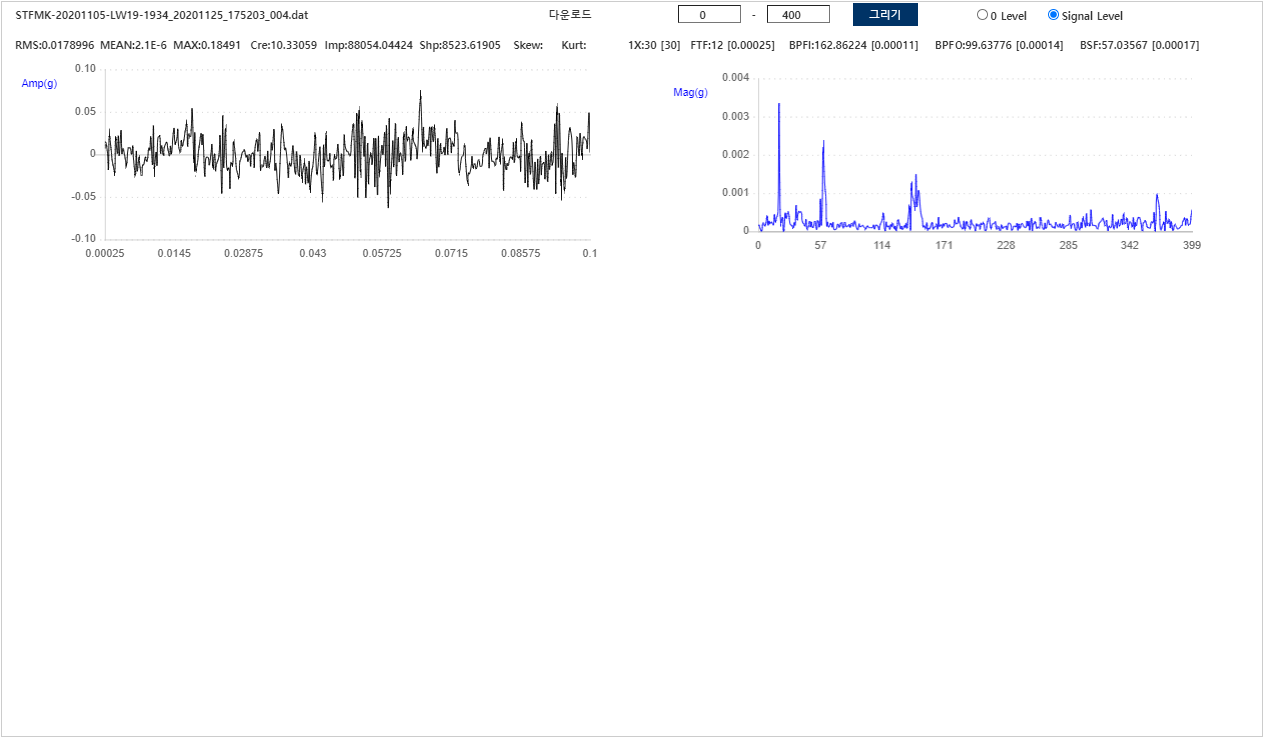 STFMK-20201105-LW19-1934_20201125_175203_004.dat 다운로드 0 - 400 그리기 0 Level Signal Level
RMS:0.0178996 MEAN:2.1E-6 MAX:0.18491 Cre:10.33059 Imp:88054.04424 Shp:8523.61905 Skew: Kurt: 1X:30 [30] FTF:12 [0.00025] BPFI:162.86224 [0.00011] BPFO:99.63776 [0.00014] BSF:57.03567 [0.00017]
Amp(g)
0.10
0.05
0
-0.05
-0.10
0.00025 0.0145 0.02875 0.043 0.05725 0.0715 0.08575 0.1
Mag(g)
0.004
0.003
0.002
0.001
0
0 57 114 171 228 285 342 399